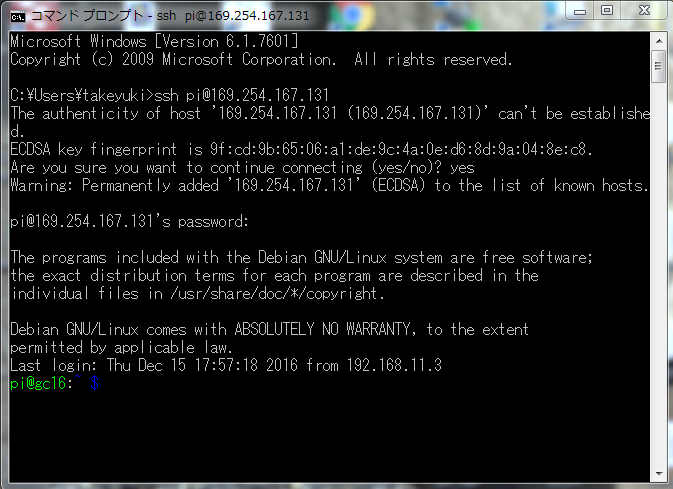 コマンド プロンプト - ssh  pi@169.254.167.131
Microsoft Windows [Version 6.1.7601]
Copyright (c) 2009 Microsoft Corporation.  All rights reserved.
C:¥Users¥takeyuki>ssh pi@169.254.167.131
The authenticity of host '169.254.167.131 (169.254.167.131)' can't be establishe
d.
ECDSA key fingerprint is 9f:cd:9b:65:06:a1:de:9c:4a:0e:d6:8d:9a:04:8e:c8.
Are you sure you want to continue connecting (yes/no)? yes
Warning: Permanently added '169.254.167.131' (ECDSA) to the list of known hosts.
pi@169.254.167.131's password:
The programs included with the Debian GNU/Linux system are free software;
the exact distribution terms for each program are described in the
individual files in /usr/share/doc/*/copyright.
Debian GNU/Linux comes with ABSOLUTELY NO WARRANTY, to the extent
permitted by applicable law.
Last login: Thu Dec 15 17:57:18 2016 from 192.168.11.3
pi@gc16:~ $